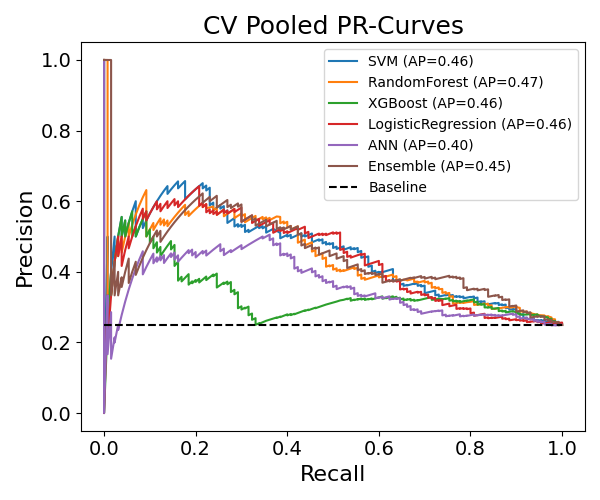 CV Pooled PR-Curves
SVM (AP=0.46)
RandomForest (AP=0.47)
XGBoost (AP=0.46)
LogisticRegression (AP=0.46)
ANN (AP=0.40)
Ensemble (AP=0.45)
Baseline
Precision
1.0
0.8
0.6
0.4
0.2
0.0
0.0 0.2 0.4 0.6 0.8 1.0
Recall